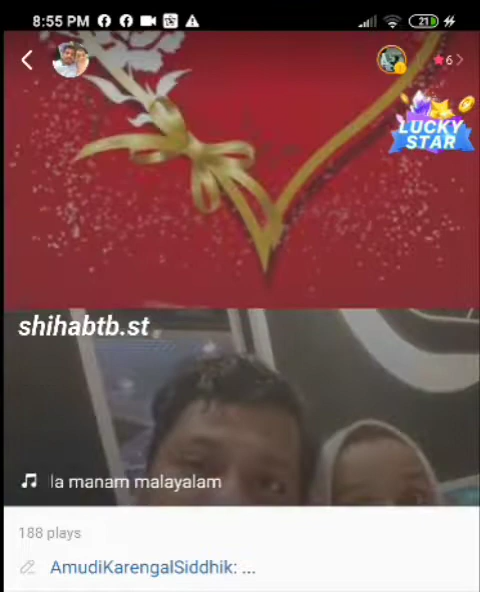 8:55 PM
21
6
LUCKY
STAR
shihabtb.st
la manam malayalam
188 plays
AmudiKarengalSiddhik: ...